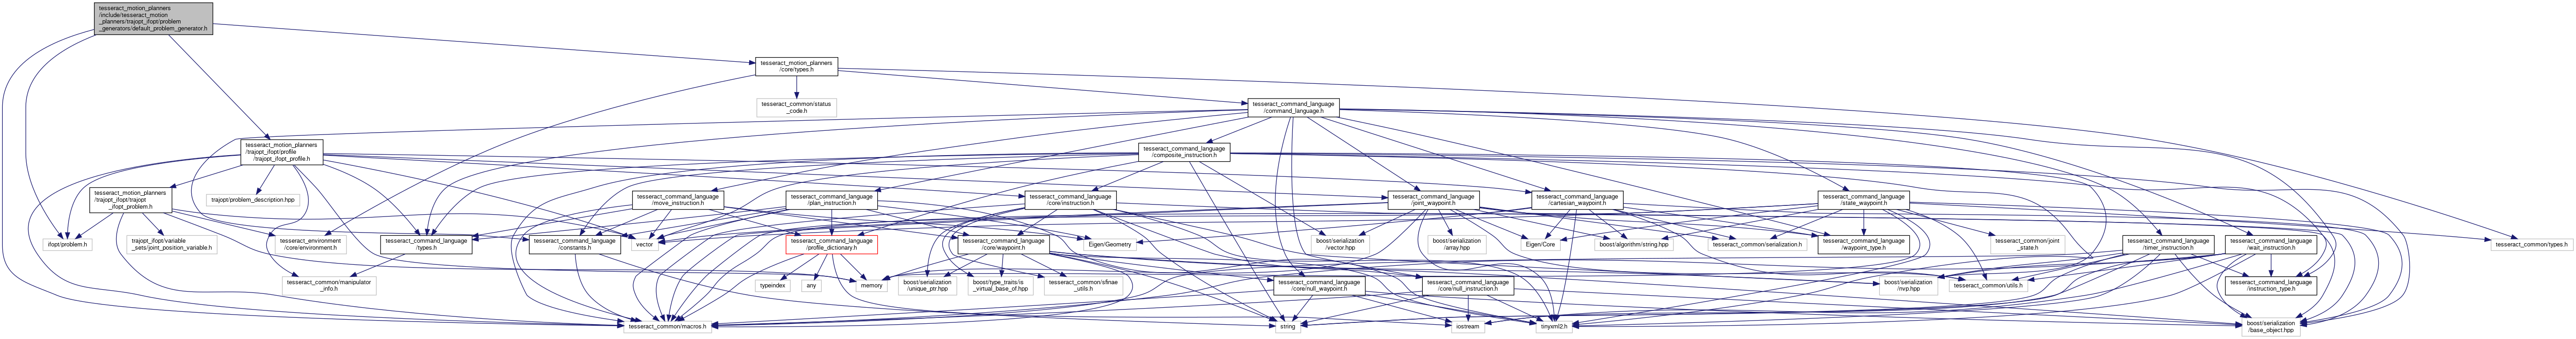 tesseract_motion_planners
/include/tesseract_motion
_planners/trajopt_ifopt/problem
_generators/default_problem_generator.h
tesseract_motion_planners
/core/types.h
tesseract_common/status
_code.h
tesseract_command_language
/command_language.h
tesseract_motion_planners
/trajopt_ifopt/profile
/trajopt_ifopt_profile.h
tesseract_command_language
/composite_instruction.h
tesseract_motion_planners
/trajopt_ifopt/trajopt
_ifopt_problem.h
trajopt/problem_description.hpp
tesseract_command_language
/move_instruction.h
tesseract_command_language
/plan_instruction.h
tesseract_command_language
/core/instruction.h
tesseract_command_language
/joint_waypoint.h
tesseract_command_language
/cartesian_waypoint.h
tesseract_command_language
/state_waypoint.h
ifopt/problem.h
trajopt_ifopt/variable
_sets/joint_position_variable.h
tesseract_environment
/core/environment.h
tesseract_command_language
/types.h
tesseract_command_language
/constants.h
vector
tesseract_command_language
/profile_dictionary.h
tesseract_command_language
/core/waypoint.h
Eigen/Geometry
boost/serialization
/vector.hpp
boost/serialization
/array.hpp
Eigen/Core
boost/algorithm/string.hpp
tesseract_common/serialization.h
tesseract_command_language
/waypoint_type.h
tesseract_common/joint
_state.h
tesseract_command_language
/timer_instruction.h
tesseract_command_language
/wait_instruction.h
tesseract_common/types.h
tesseract_common/manipulator
_info.h
typeindex
any
memory
boost/serialization
/unique_ptr.hpp
boost/type_traits/is
_virtual_base_of.hpp
tesseract_common/sfinae
_utils.h
tesseract_command_language
/core/null_waypoint.h
tesseract_command_language
/core/null_instruction.h
boost/serialization
/nvp.hpp
tesseract_common/utils.h
tesseract_command_language
/instruction_type.h
tesseract_common/macros.h
string
iostream
tinyxml2.h
boost/serialization
/base_object.hpp